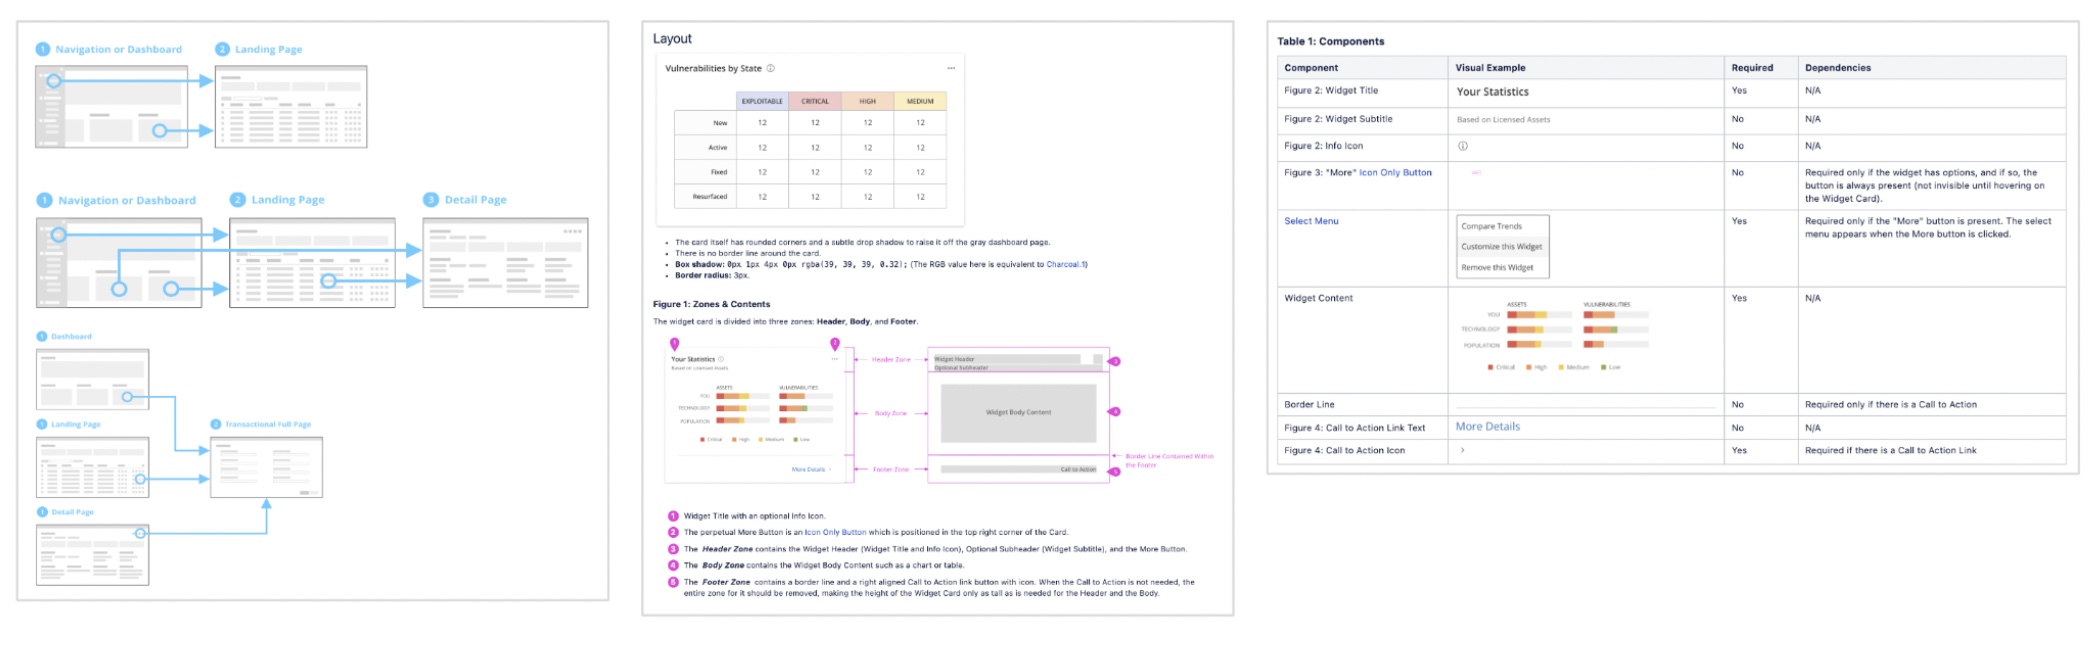 1 Navigation or Dashboard
2 Landing Page
1 Navigation or Dashboard
2 Landing Page
3 Detail Page
1 Dashboard
1 Landing Page
2 Transactional Full Page
1 Detail Page
Layout
Vulnerabilities by State
EXPLOITABLE CRITICAL HIGH MEDIUM
New 12 12 12 12
Active 12 12 12 12
Fixed 12 12 12 12
Resurfaced 12 12 12 12
• The card itself has rounded corners and a subtle drop shadow to raise it off the gray dashboard page.
• There is no border line around the card.
• Box shadow: 0px 1px 4px 0px rgba(39, 39, 39, 0.32); (The RGB value here is equivalent to Charcoal.1)
• Border radius: 3px.
Figure 1: Zones & Contents
The widget card is divided into three zones: Header, Body, and Footer.
1
2
Your Statistics
Based on Licensed Assets
ASSETS VULNERABILITIES
YOU
TECHNOLOGY
POPULATION
Critical High Medium Low
More Details ›
Header Zone
Body Zone
Footer Zone
Widget Header
Optional Subheader
3
Widget Body Content
4
Border Line Contained Within
the Footer
Call to Action
5
1 Widget Title with an optional Info Icon.
2 The perpetual More Button is an Icon Only Button which is positioned in the top right corner of the Card.
3 The Header Zone contains the Widget Header (Widget Title and Info Icon), Optional Subheader (Widget Subtitle), and the More Button.
4 The Body Zone contains the Widget Body Content such as a chart or table.
5 The Footer Zone contains a border line and a right aligned Call to Action link button with icon. When the Call to Action is not needed, the
entire zone for it should be removed, making the height of the Widget Card only as tall as is needed for the Header and the Body.
Table 1: Components
Component Visual Example Required Dependencies
Figure 2: Widget Title Your Statistics Yes N/A
Figure 2: Widget Subtitle Based on Licensed Assets No N/A
Figure 2: Info Icon No N/A
Figure 3: "More" Icon Only Button No Required only if the widget has options, and if so, the
button is always present (not invisible until hovering on
the Widget Card).
Select Menu Yes Required only if the "More" button is present. The select
menu appears when the More button is clicked.
Compare Trends
Customize this Widget
Remove this Widget
Widget Content Yes N/A
ASSETS VULNERABILITIES
YOU
TECHNOLOGY
POPULATION
Critical High Medium Low
Border Line No Required only if there is a Call to Action
Figure 4: Call to Action Link Text More Details No N/A
Figure 4: Call to Action Icon › Yes Required if there is a Call to Action Link